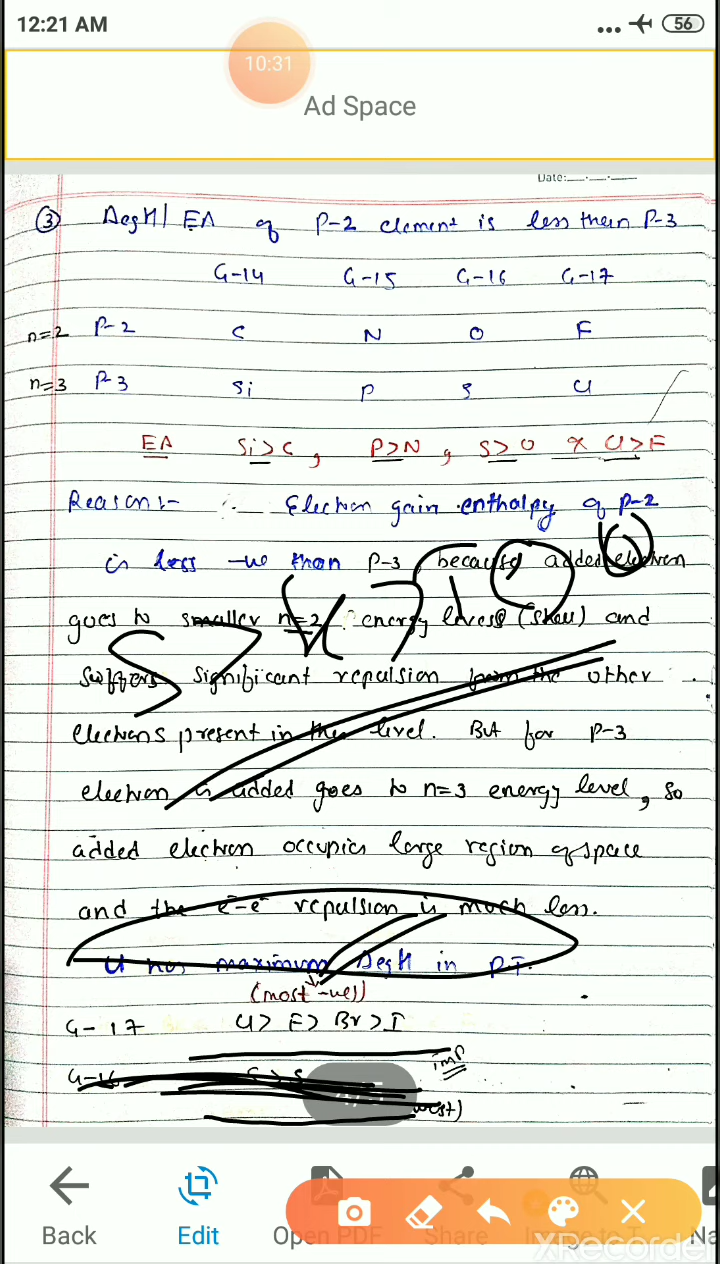 12:21 AM
56
10:31
Ad Space
Date:
③ ΔegH/EA of P-2 element is less than P-3
G-14 G-15 G-16 G-17
n=2 P-2 C N O F
n=3 P-3 Si P S Cl
EA Si>C, P>N, S>O & Cl>F
Reason:- ∵ Electron gain enthalpy of P-2
is less -ve than P-3, because added electron
goes to smaller n=2 energy levels (shell) and
suffers significant repulsion from the other
electrons present in the level. But for P-3
electron is added goes to n=3 energy level, so
added electron occupies large region of space
and the e⁻-e⁻ repulsion is much less.
Cl has maximum ΔegH in P.T.
(most -ve)
G-17 Cl> F> Br >I
imp
G-16
Back
Edit
Open PDF
Share
XRecorder